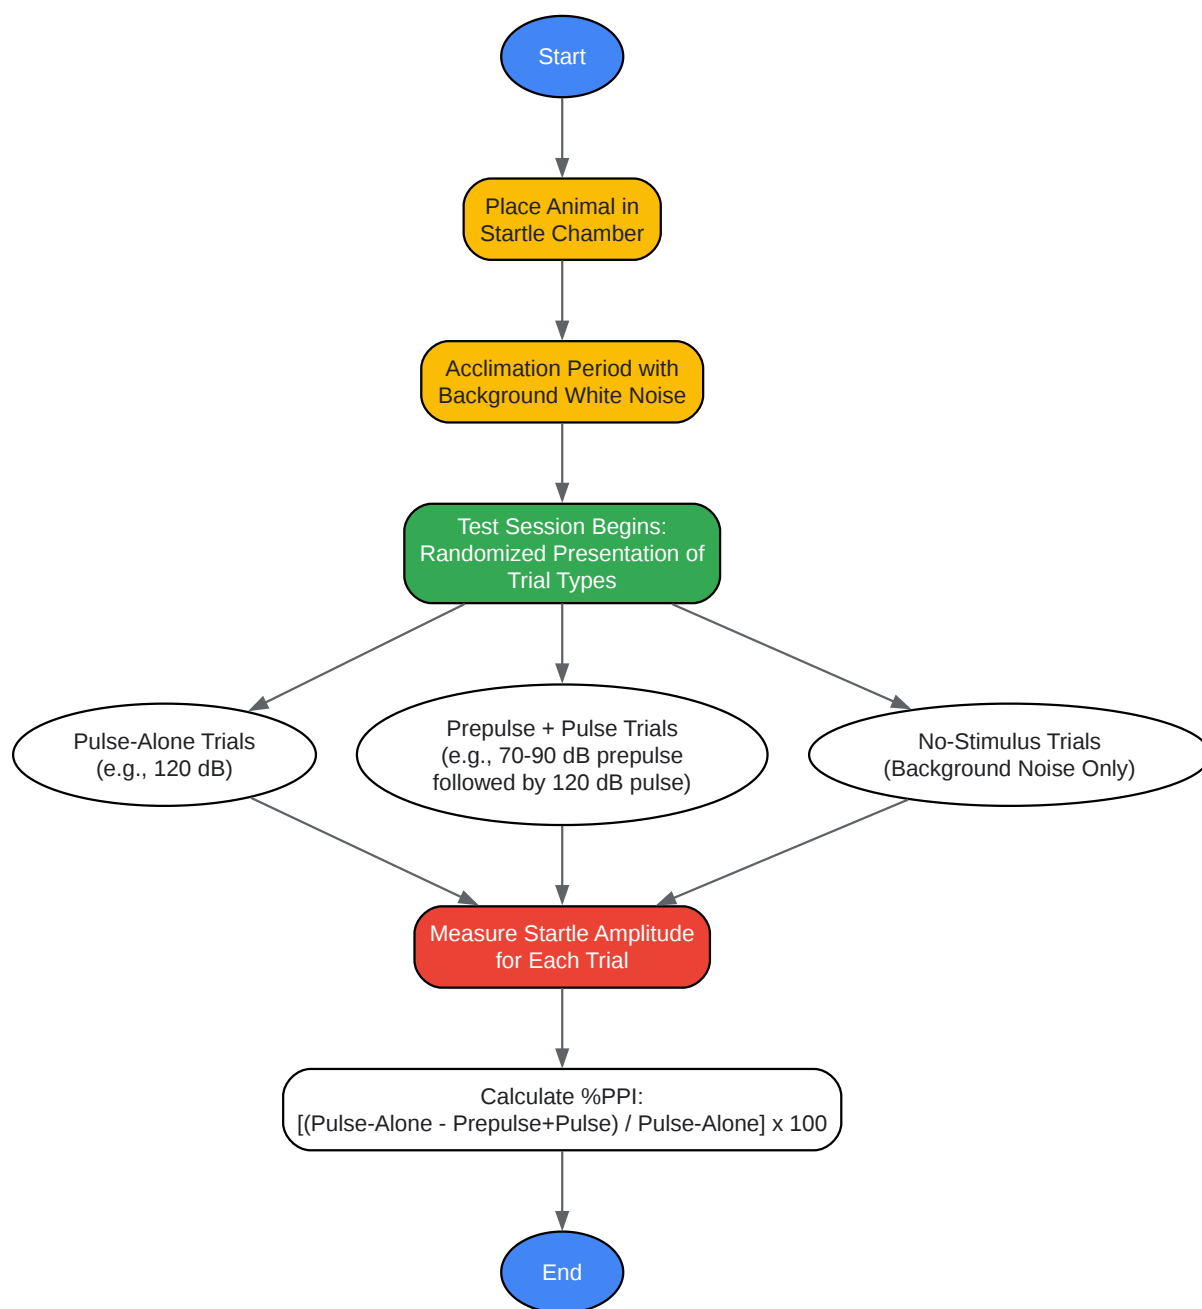 Start
Place Animal in
Startle Chamber
Acclimation Period with
Background White Noise
Test Session Begins:
Randomized Presentation of
Trial Types
Pulse-Alone Trials
(e.g., 120 dB)
Prepulse + Pulse Trials
(e.g., 70-90 dB prepulse
followed by 120 dB pulse)
No-Stimulus Trials
(Background Noise Only)
Measure Startle Amplitude
for Each Trial
Calculate %PPI:
[(Pulse-Alone - Prepulse+Pulse) / Pulse-Alone] x 100
End